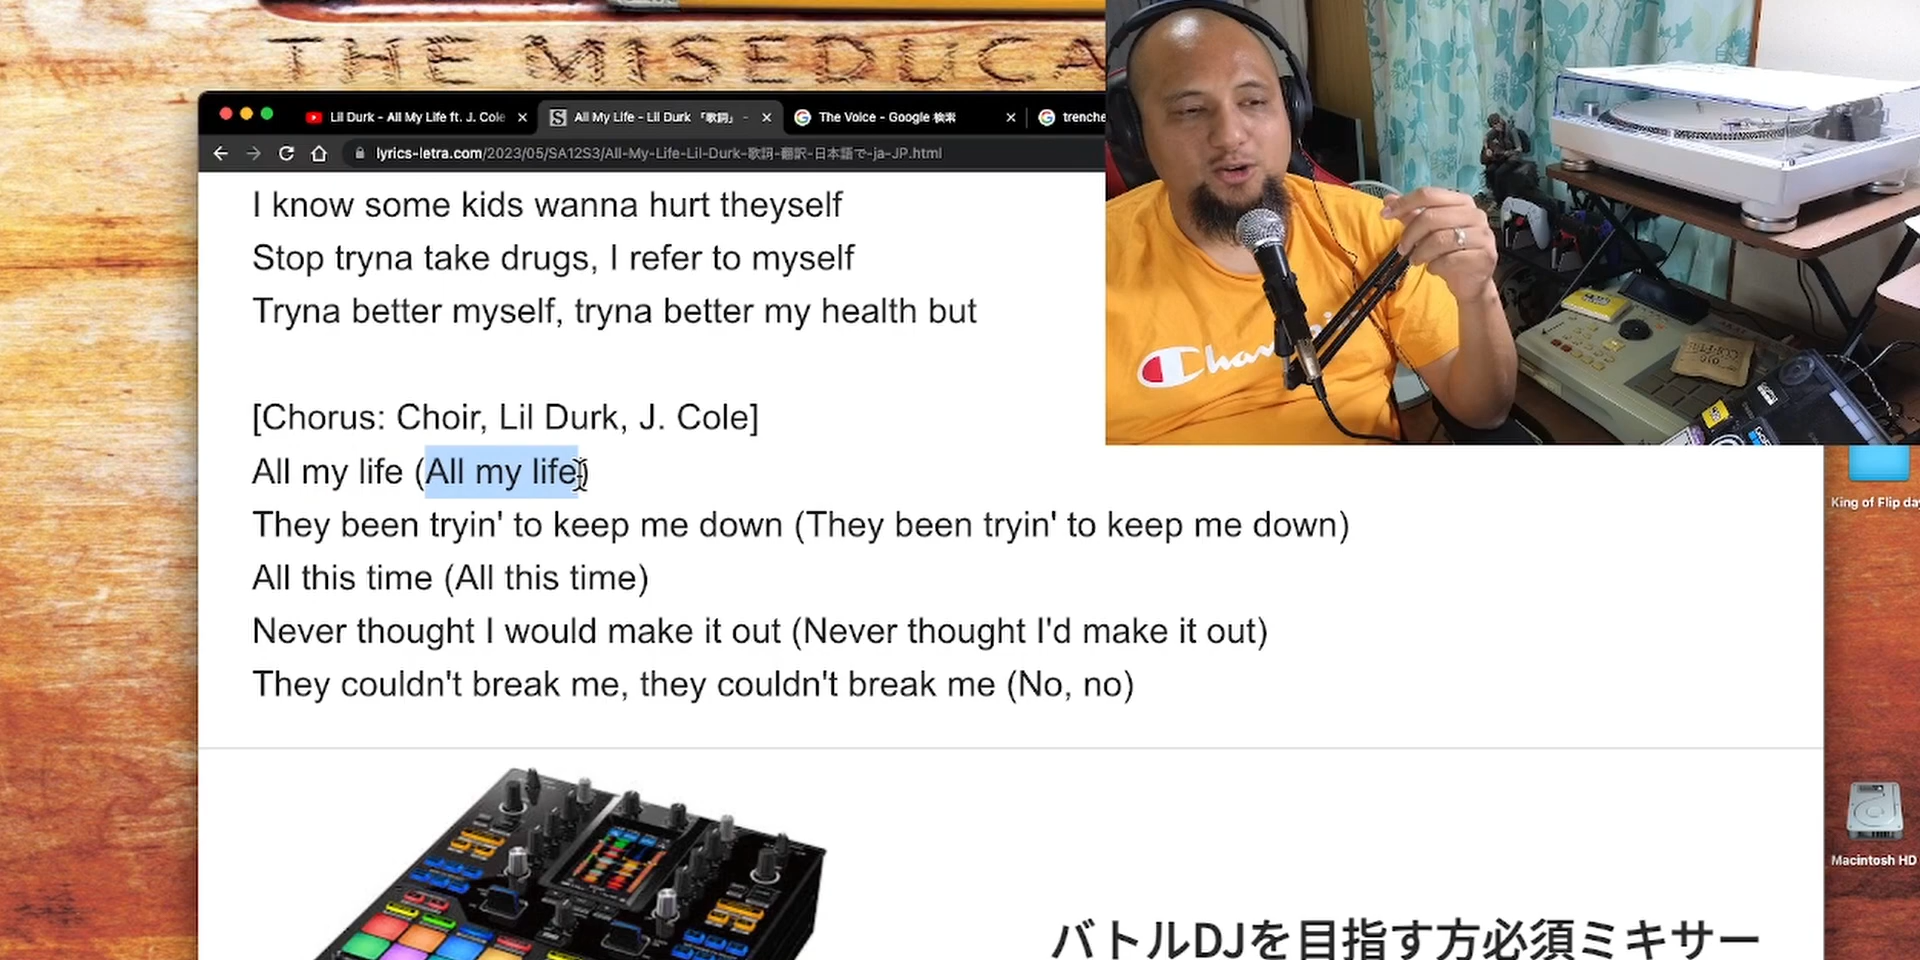 THE MISEDUCA
Lil Durk - All My Life ft. J. Cole
All My Life - Lil Durk 「歌詞」 -
The Voice - Google 検索
trenche
lyrics-letra.com/2023/05/SA12S3/All-My-Life-Lil-Durk-歌詞-翻訳-日本語で-ja-JP.html
I know some kids wanna hurt theyself
Stop tryna take drugs, I refer to myself
Tryna better myself, tryna better my health but
[Chorus: Choir, Lil Durk, J. Cole]
All my life (All my life)
They been tryin' to keep me down (They been tryin' to keep me down)
All this time (All this time)
Never thought I would make it out (Never thought I'd make it out)
They couldn't break me, they couldn't break me (No, no)
バトルDJを目指す方必須ミキサー
King of Flip da
Macintosh HD